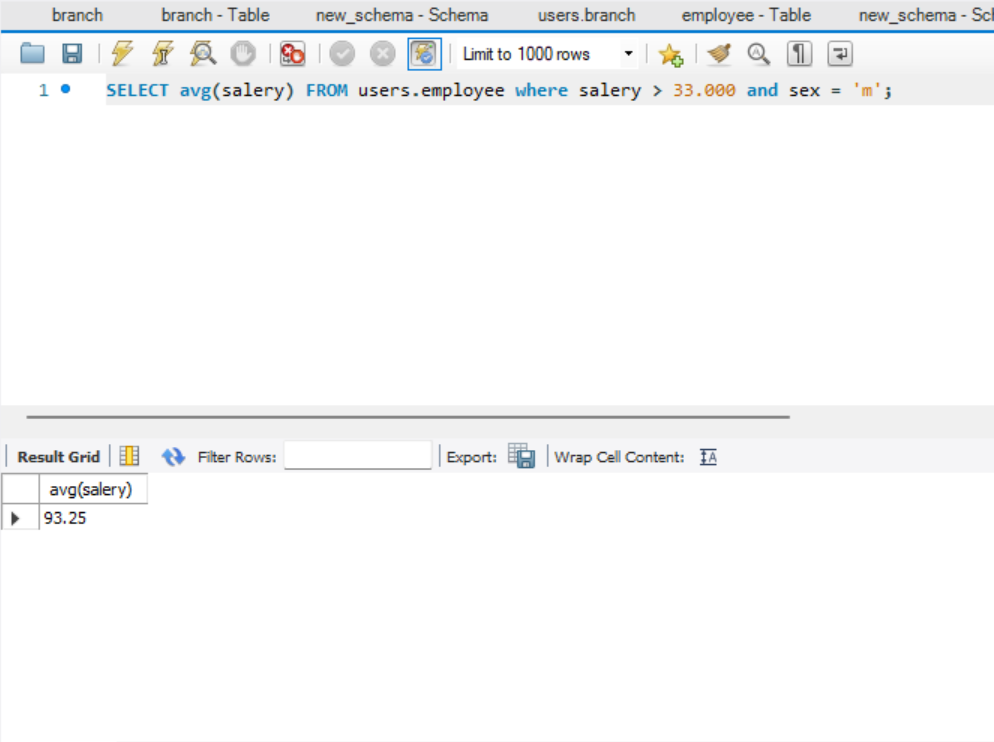 branch branch - Table new_schema - Schema users.branch employee - Table new_schema - Sc
Limit to 1000 rows
1 SELECT avg(salery) FROM users.employee where salery > 33.000 and sex = 'm';
Result Grid Filter Rows: Export: Wrap Cell Content: IA
avg(salery)
93.25